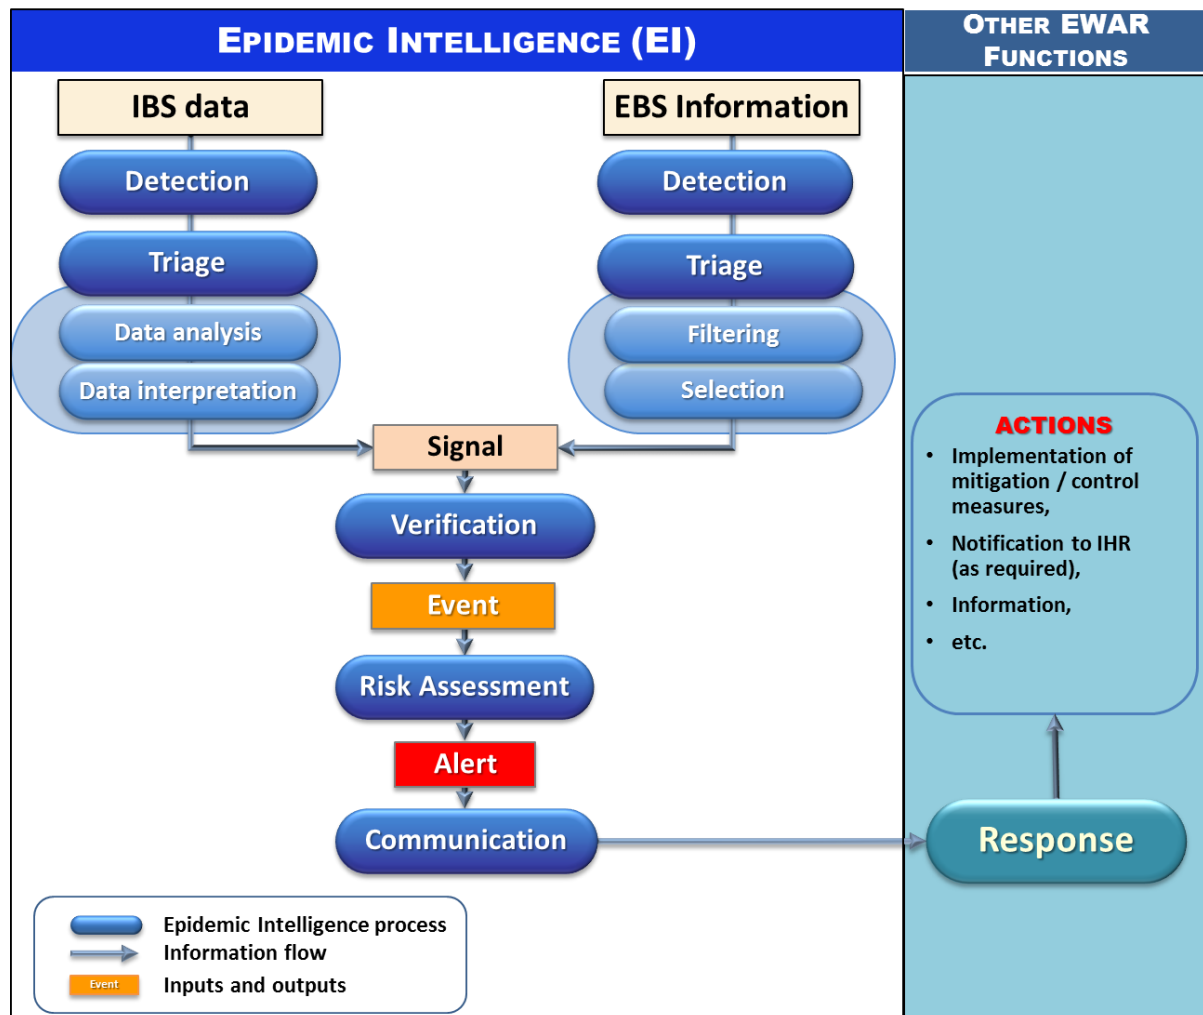 EPIDEMIC INTELLIGENCE (EI)
OTHER EWAR
FUNCTIONS
IBS data
EBS Information
Detection
Detection
Triage
Triage
Data analysis
Filtering
Data interpretation
Selection
Signal
Verification
Event
Risk Assessment
Alert
Communication
ACTIONS
• Implementation of
mitigation / control
measures,
• Notification to IHR
(as required),
• Information,
• etc.
Response
Epidemic Intelligence process
Information flow
Event
Inputs and outputs